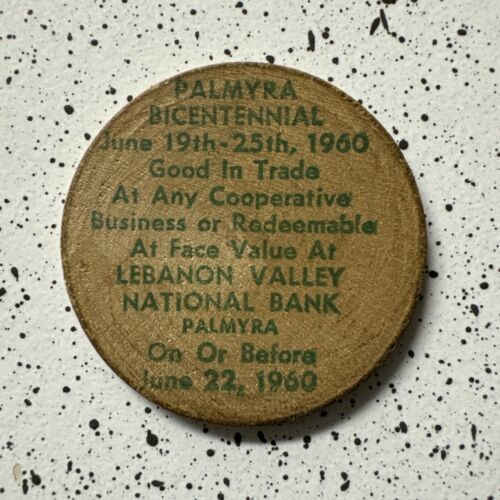 PALMYRA
BICENTENNIAL
June 19th-25th, 1960
Good In Trade
At Any Cooperative
Business or Redeemable
At Face Value At
LEBANON VALLEY
NATIONAL BANK
PALMYRA
On Or Before
June 22, 1960